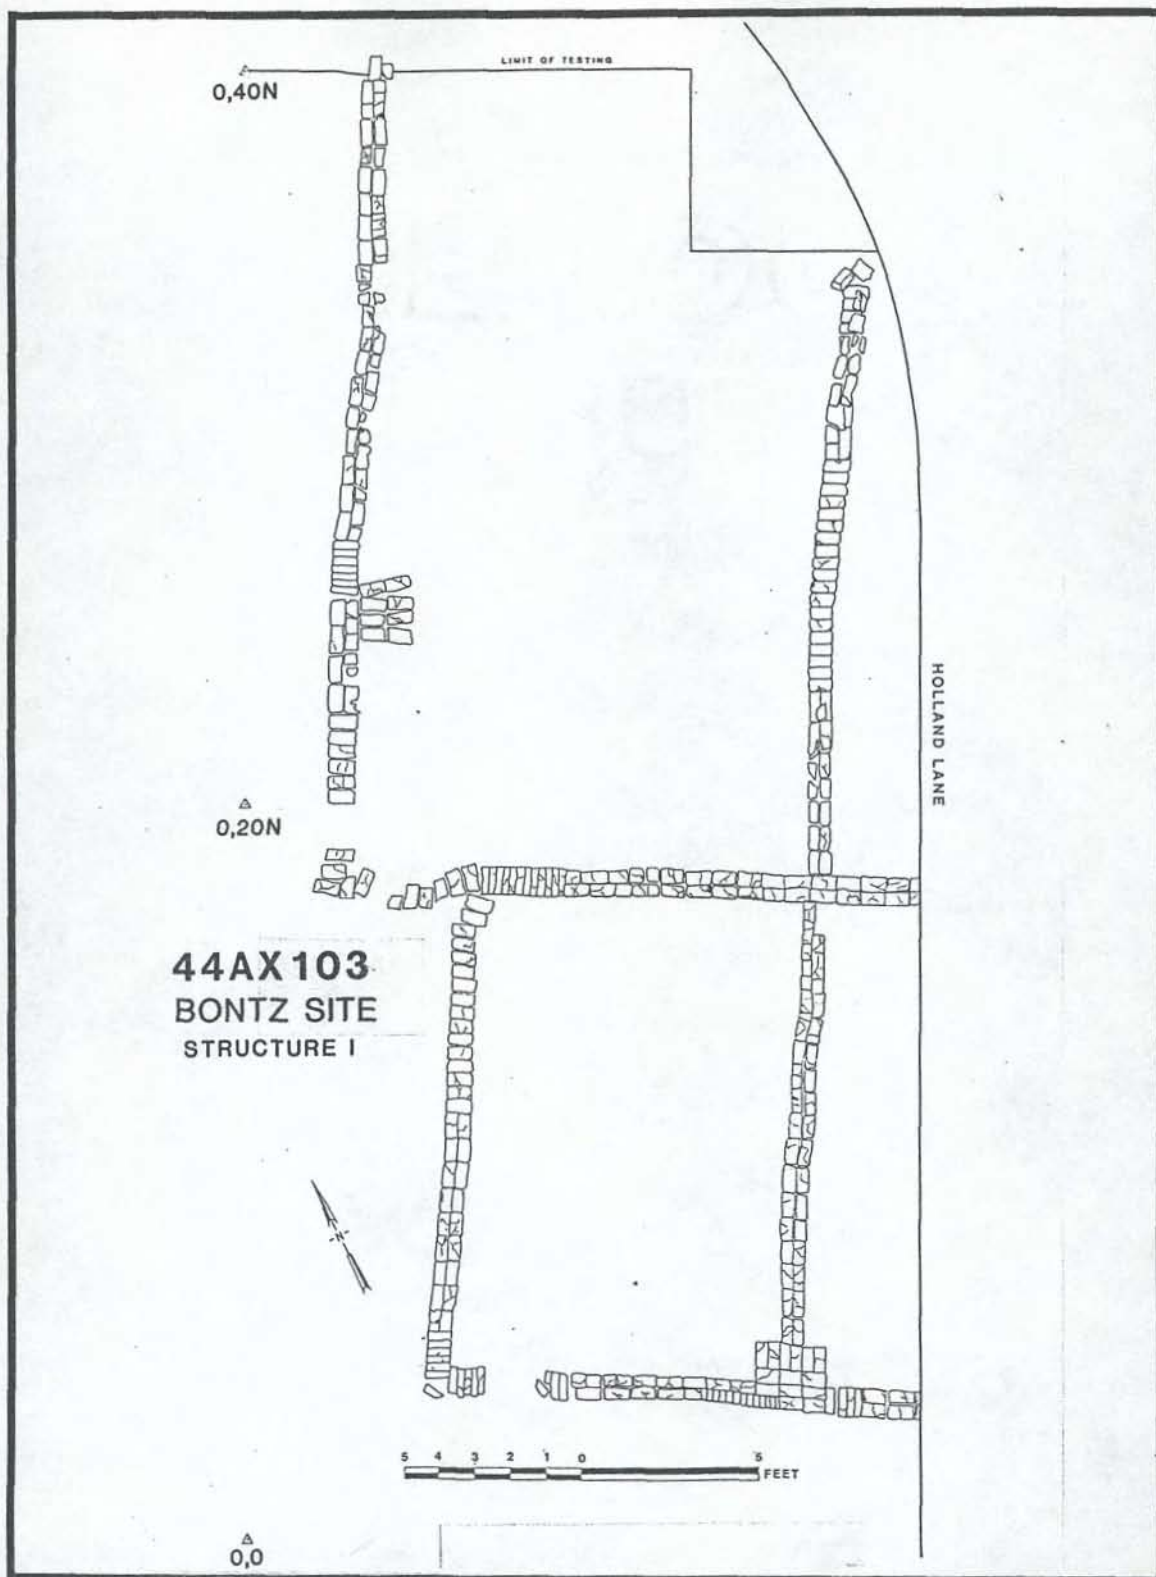 LIMIT OF TESTING
0,40N
HOLLAND LANE
0,20N
44AX103
BONTZ SITE
STRUCTURE I
N
5 4 3 2 1 0 5
FEET
0,0